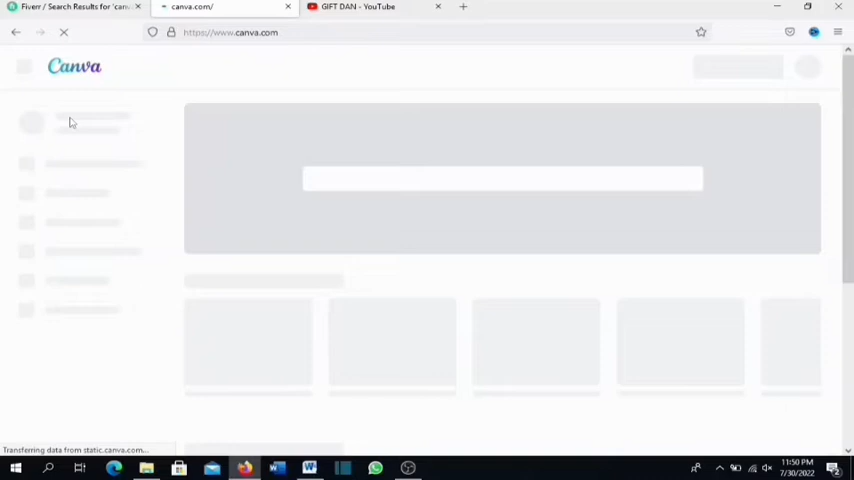 Fiverr / Search Results for 'canv
canva.com/
GIFT DAN - YouTube
https://www.canva.com
Canva
Transferring data from static.canva.com...
11:50 PM
7/30/2022
2